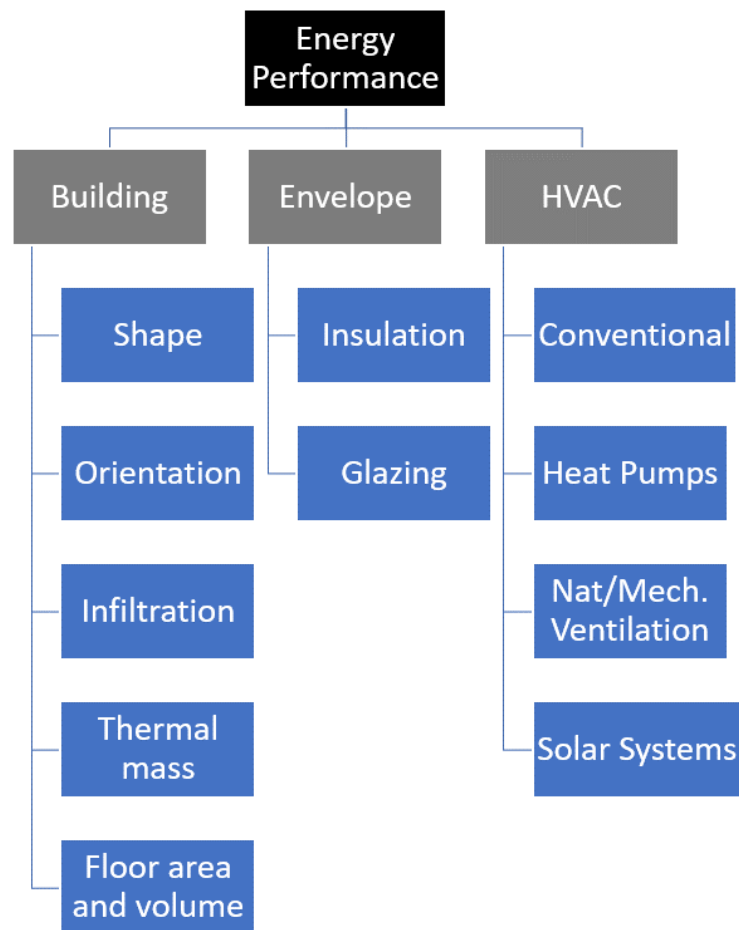 Energy
Performance
Building
Envelope
HVAC
Shape
Insulation
Conventional
Orientation
Glazing
Heat Pumps
Infiltration
Nat/Mech.
Ventilation
Thermal
mass
Solar Systems
Floor area
and volume